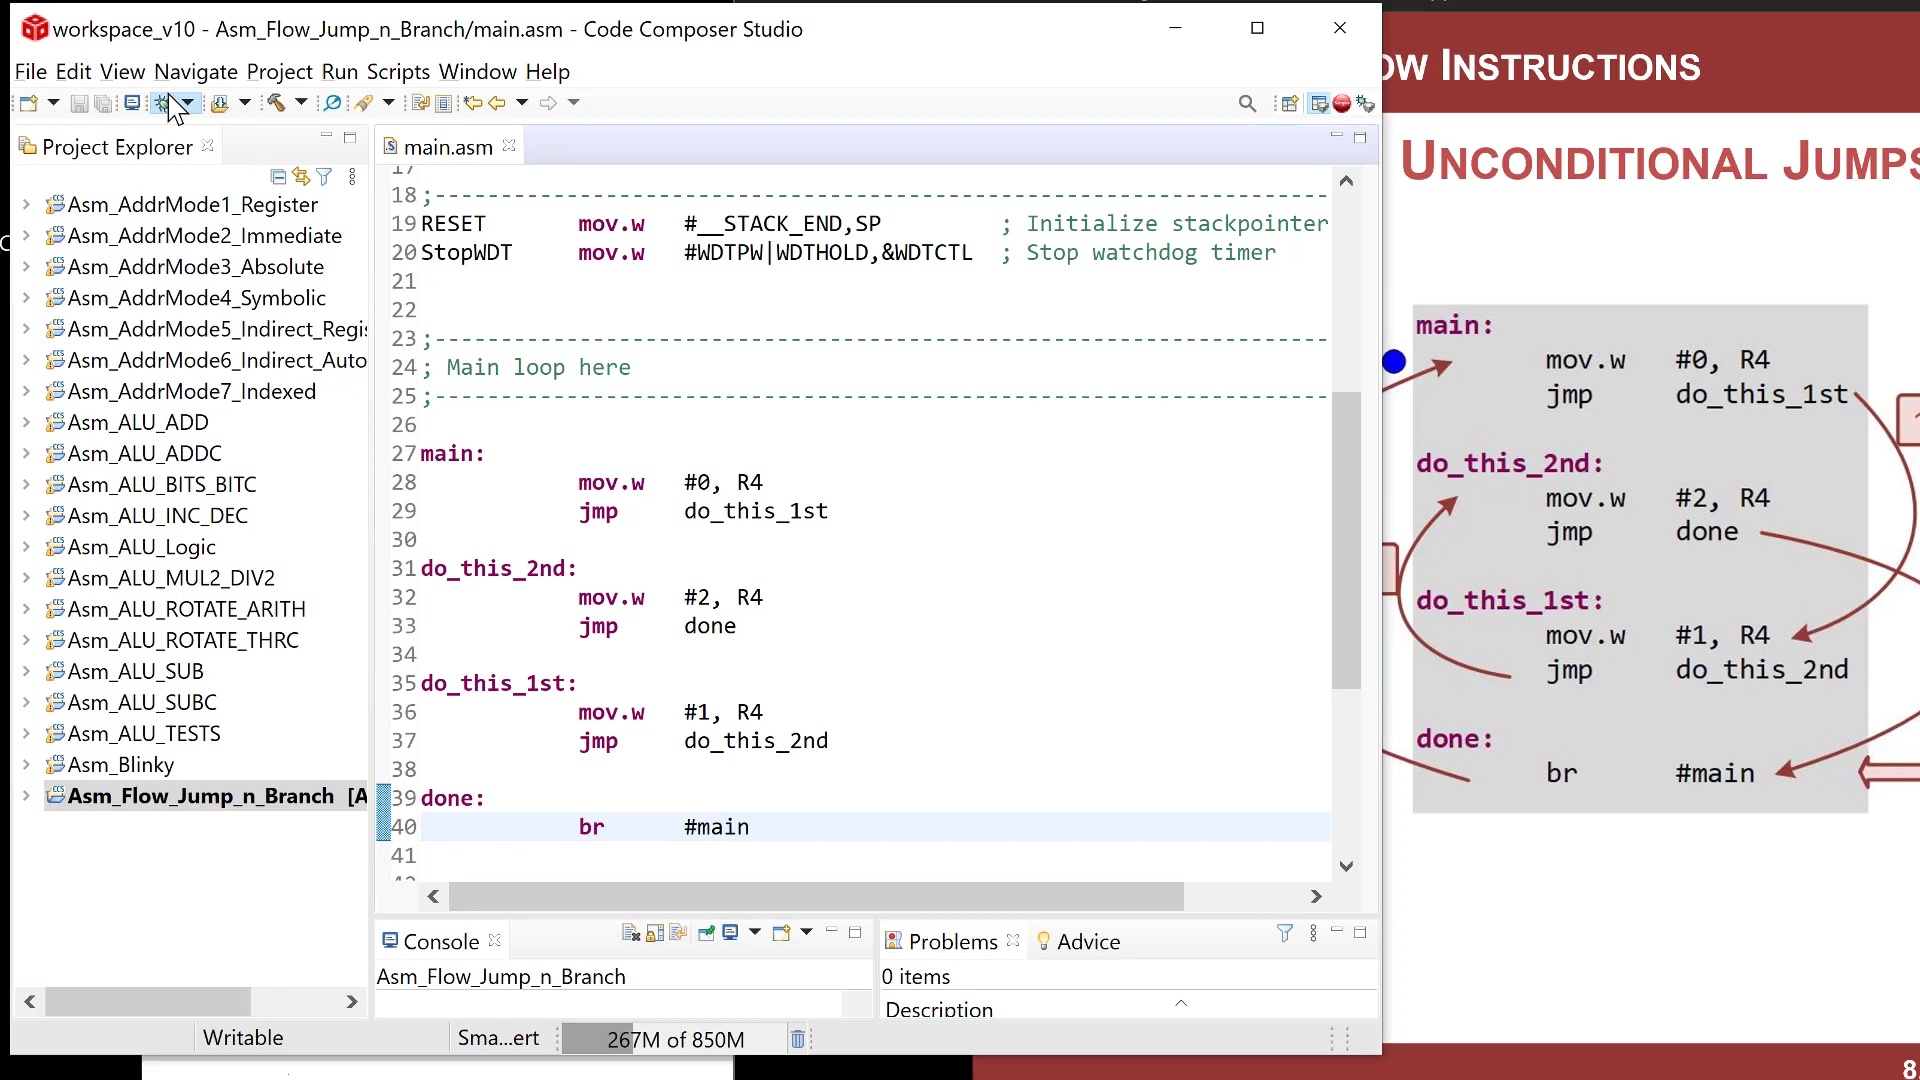 workspace_v10 - Asm_Flow_Jump_n_Branch/main.asm - Code Composer Studio
File Edit View Navigate Project Run Scripts Window Help
Project Explorer
Asm_AddrMode1_Register
Asm_AddrMode2_Immediate
Asm_AddrMode3_Absolute
Asm_AddrMode4_Symbolic
Asm_AddrMode5_Indirect_Regi
Asm_AddrMode6_Indirect_Auto
Asm_AddrMode7_Indexed
Asm_ALU_ADD
Asm_ALU_ADDC
Asm_ALU_BITS_BITC
Asm_ALU_INC_DEC
Asm_ALU_Logic
Asm_ALU_MUL2_DIV2
Asm_ALU_ROTATE_ARITH
Asm_ALU_ROTATE_THRC
Asm_ALU_SUB
Asm_ALU_SUBC
Asm_ALU_TESTS
Asm_Blinky
Asm_Flow_Jump_n_Branch [A
main.asm
17
18 ;--------------------------------------------------------
19 RESET mov.w #__STACK_END,SP ; Initialize stackpointer
20 StopWDT mov.w #WDTPW|WDTHOLD,&WDTCTL ; Stop watchdog timer
21
22
23 ;--------------------------------------------------------
24 ; Main loop here
25 ;--------------------------------------------------------
26
27 main:
28 mov.w #0, R4
29 jmp do_this_1st
30
31 do_this_2nd:
32 mov.w #2, R4
33 jmp done
34
35 do_this_1st:
36 mov.w #1, R4
37 jmp do_this_2nd
38
39 done:
40 br #main
41
Console
Asm_Flow_Jump_n_Branch
Problems
Advice
0 items
Description
Writable
Sma...ert
267M of 850M
OW INSTRUCTIONS
UNCONDITIONAL JUMPS
main:
mov.w #0, R4
jmp do_this_1st
do_this_2nd:
mov.w #2, R4
jmp done
do_this_1st:
mov.w #1, R4
jmp do_this_2nd
done:
br #main
8